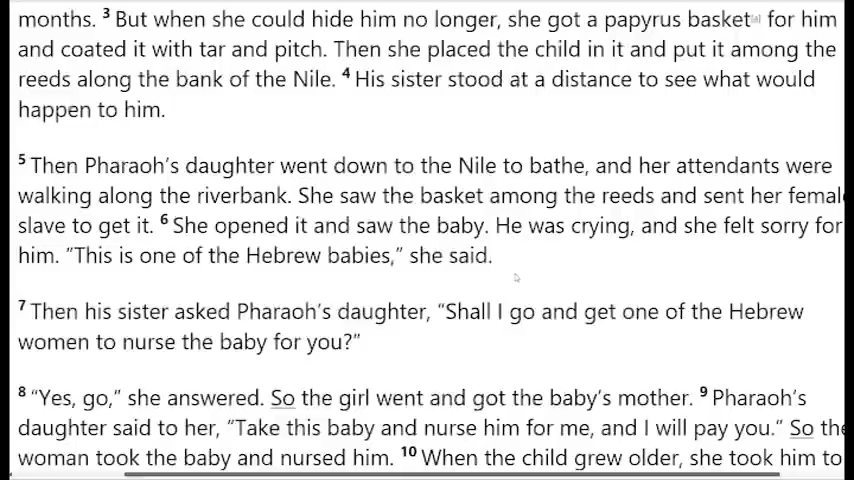 months. 3 But when she could hide him no longer, she got a papyrus basket[a] for him
and coated it with tar and pitch. Then she placed the child in it and put it among the
reeds along the bank of the Nile. 4 His sister stood at a distance to see what would
happen to him.
5 Then Pharaoh's daughter went down to the Nile to bathe, and her attendants were
walking along the riverbank. She saw the basket among the reeds and sent her femal
slave to get it. 6 She opened it and saw the baby. He was crying, and she felt sorry for
him. "This is one of the Hebrew babies," she said.
7 Then his sister asked Pharaoh's daughter, "Shall I go and get one of the Hebrew
women to nurse the baby for you?"
8 "Yes, go," she answered. So the girl went and got the baby's mother. 9 Pharaoh's
daughter said to her, "Take this baby and nurse him for me, and I will pay you." So the
woman took the baby and nursed him. 10 When the child grew older, she took him to